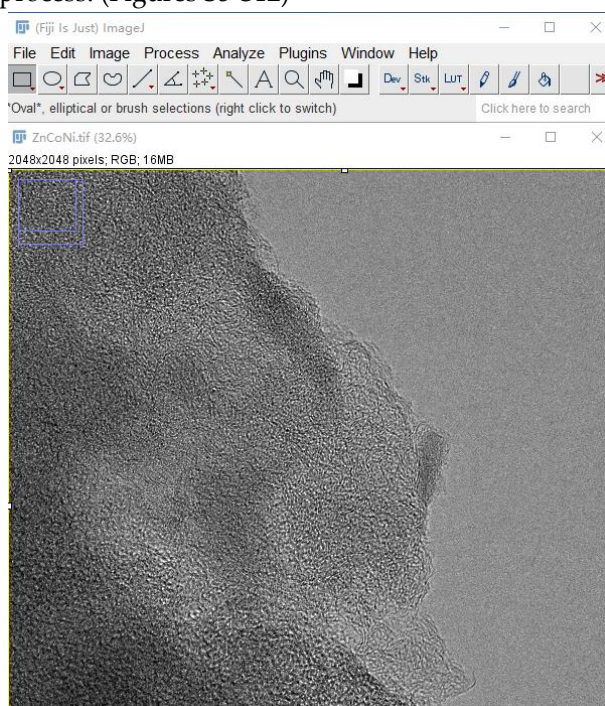 process. (Figures S9-S12)
(Fiji Is Just) ImageJ
File Edit Image Process Analyze Plugins Window Help
A Dev Stk LUT
*Oval*, elliptical or brush selections (right click to switch) Click here to search
ZnCoNi.tif (32.6%)
2048x2048 pixels; RGB; 16MB